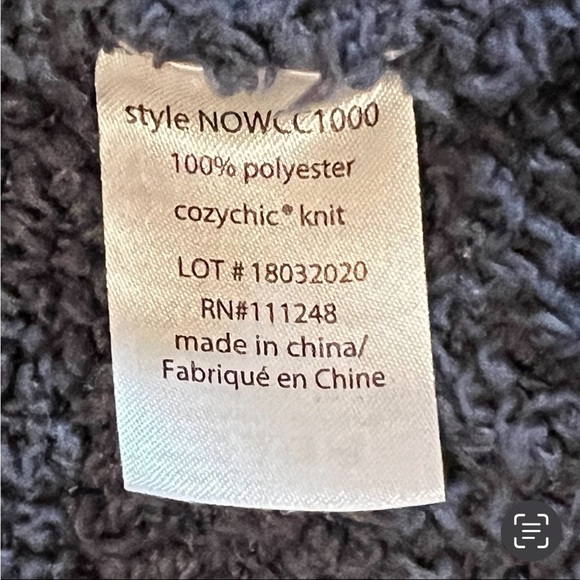 style NOWCC1000
100% polyester
cozychic® knit
LOT # 18032020
RN#111248
made in china/
Fabriqué en Chine